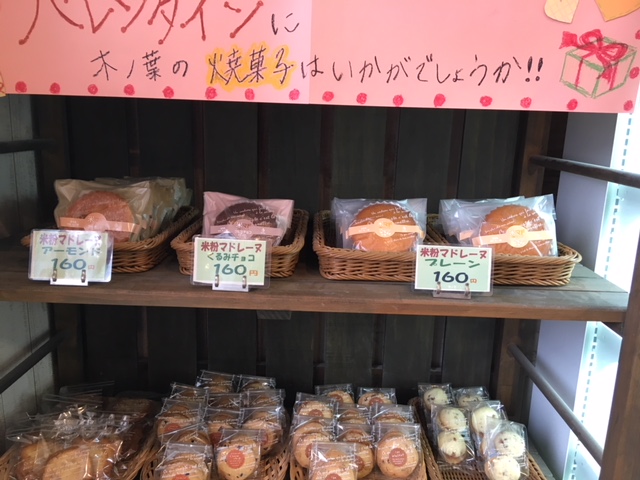 バレンタインに
木ノ葉の 焼菓子はいかがでしょうか!!
米粉マドレーヌ
アーモンド
160円
米粉マドレーヌ
くるみチョコ
160円
米粉マドレーヌ
プレーン
160円